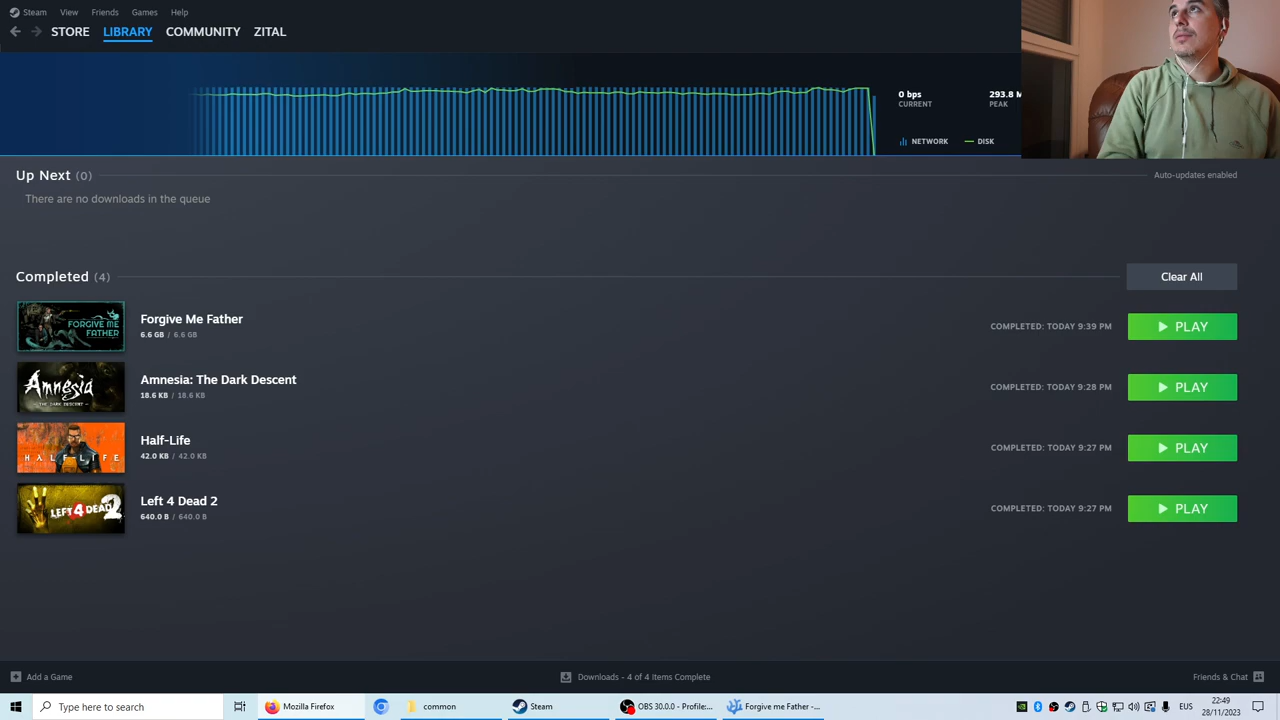 Steam View Friends Games Help
STORE LIBRARY COMMUNITY ZITAL
0 bps 293.8 M
CURRENT PEAK
NETWORK DISK
Up Next (0) Auto-updates enabled
There are no downloads in the queue
Completed (4) Clear All
FORGIVE ME FATHER
Forgive Me Father
6.6 GB / 6.6 GB
COMPLETED: TODAY 9:39 PM PLAY
Amnesia
THE DARK DESCENT
Amnesia: The Dark Descent
18.6 KB / 18.6 KB
COMPLETED: TODAY 9:28 PM PLAY
HALF-LIFE
Half-Life
42.0 KB / 42.0 KB
COMPLETED: TODAY 9:27 PM PLAY
LEFT 4 DEAD 2
Left 4 Dead 2
640.0 B / 640.0 B
COMPLETED: TODAY 9:27 PM PLAY
Add a Game Downloads - 4 of 4 Items Complete Friends & Chat
Type here to search Mozilla Firefox common Steam OBS 30.0.0 - Profile:... Forgive me Father -... EUS 22:49
28/11/2023